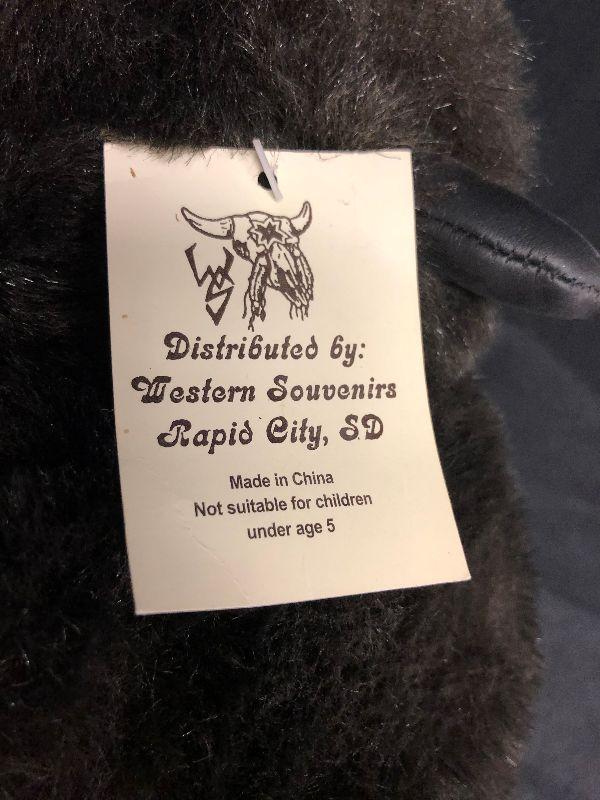 WS
Distributed by:
Western Souvenirs
Rapid City, SD
Made in China
Not suitable for children
under age 5